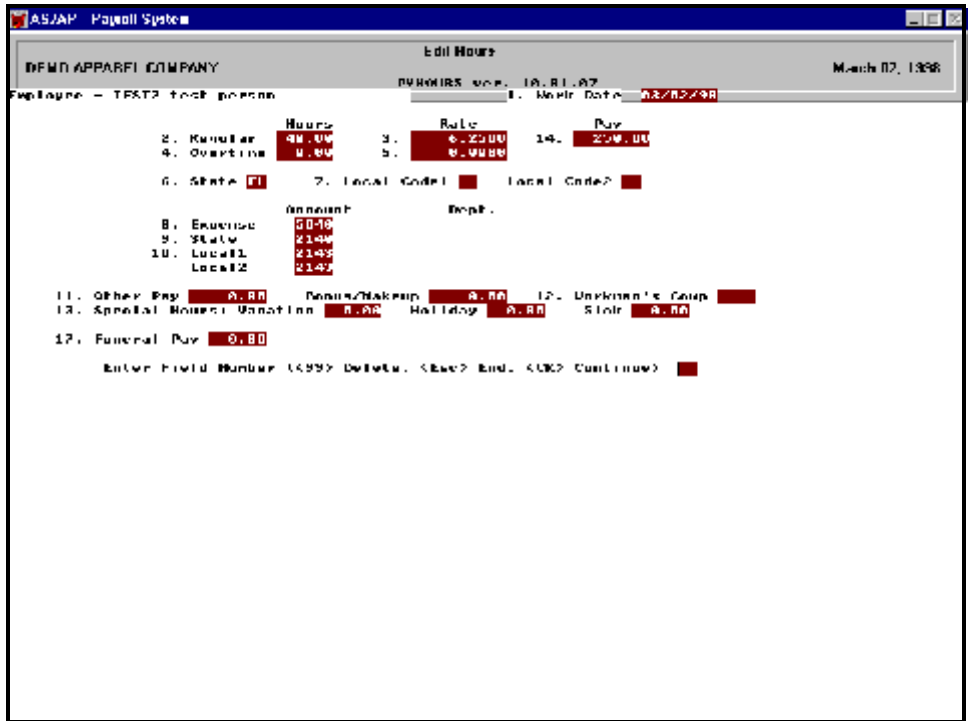 AS2AP Payroll System
Edit Hours
DEMO APPAREL COMPANY March 02, 1998
PYHOURS ver. 10.01.02
Employee - TEST2 test person 1. Work Date 03/02/98
Hours Rate Pay
2. Regular 40.00 3. 6.2500 14. 250.00
4. Overtime 0.00 5. 0.0000
6. State 7. Local Code1 Local Code2
Amount Dept.
8. Expense 5040
9. State 2140
10. Local1 2143
Local2 2143
11. Other Pay 0.00 Bonus/Makeup 0.00 12. Workman's Comp
13. Special Hours: Vacation 0.00 Holiday 0.00 Sick 0.00
17. Funeral Pay 0.00
Enter Field Number (<99> Delete, <Esc> End, <CR> Continue)